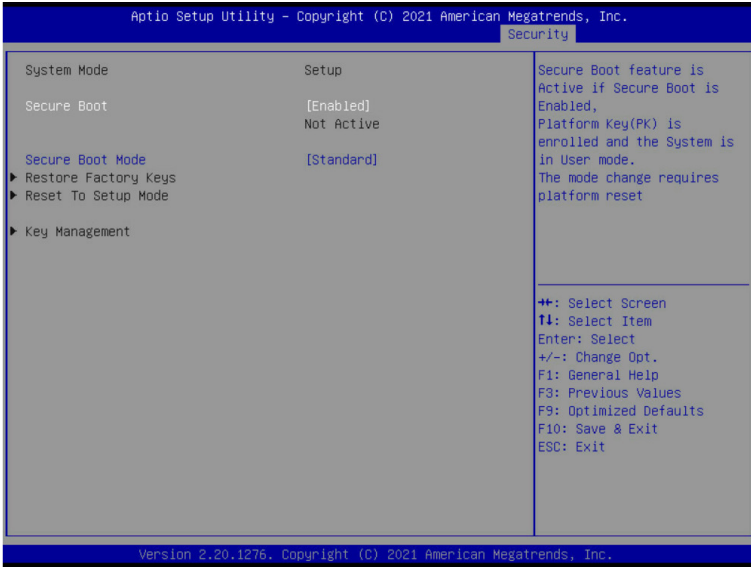 Aptio Setup Utility – Copyright (C) 2021 American Megatrends, Inc.
Security
System Mode Setup
Secure Boot [Enabled]
Not Active
Secure Boot Mode [Standard]
▶ Restore Factory Keys
▶ Reset To Setup Mode
▶ Key Management
Secure Boot feature is
Active if Secure Boot is
Enabled,
Platform Key(PK) is
enrolled and the System is
in User mode.
The mode change requires
platform reset
→←: Select Screen
↑↓: Select Item
Enter: Select
+/-: Change Opt.
F1: General Help
F3: Previous Values
F9: Optimized Defaults
F10: Save & Exit
ESC: Exit
Version 2.20.1276. Copyright (C) 2021 American Megatrends, Inc.